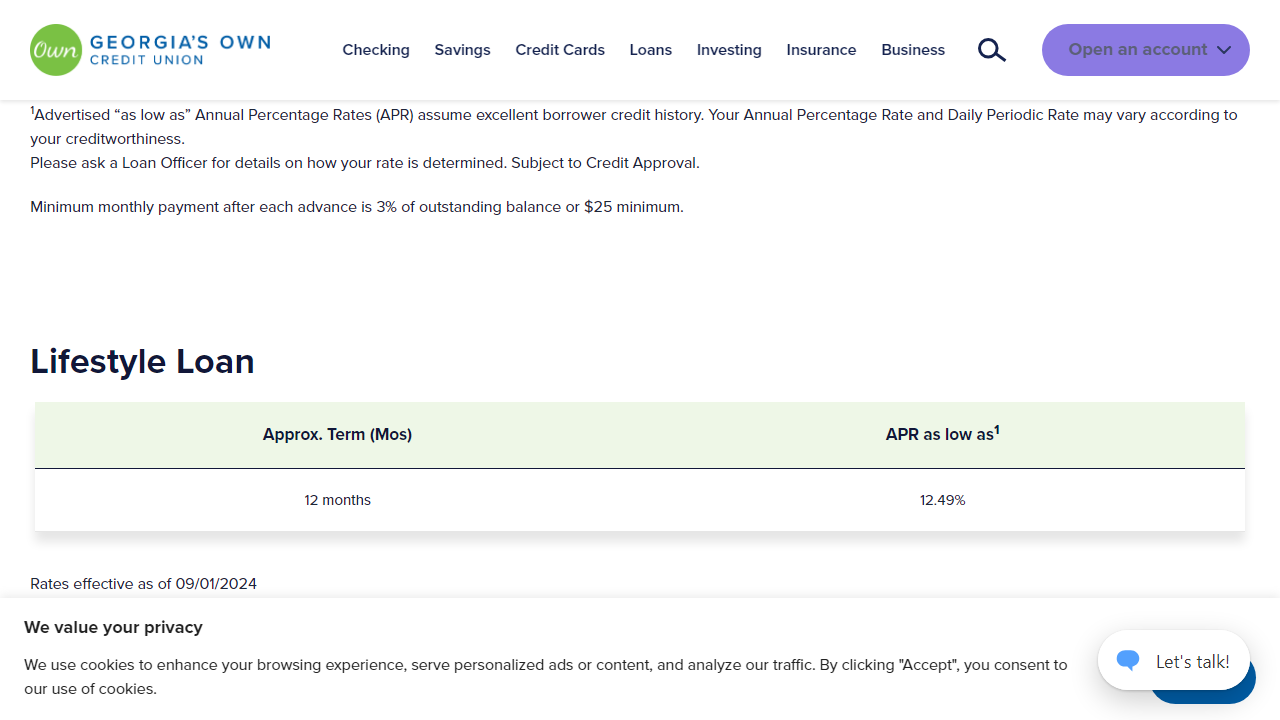 Own GEORGIA'S OWN
CREDIT UNION
Checking Savings Credit Cards Loans Investing Insurance Business Open an account
1Advertised “as low as” Annual Percentage Rates (APR) assume excellent borrower credit history. Your Annual Percentage Rate and Daily Periodic Rate may vary according to
your creditworthiness.
Please ask a Loan Officer for details on how your rate is determined. Subject to Credit Approval.
Minimum monthly payment after each advance is 3% of outstanding balance or $25 minimum.
Lifestyle Loan
Approx. Term (Mos) APR as low as1
12 months 12.49%
Rates effective as of 09/01/2024
We value your privacy
We use cookies to enhance your browsing experience, serve personalized ads or content, and analyze our traffic. By clicking "Accept", you consent to
our use of cookies.
Let's talk!